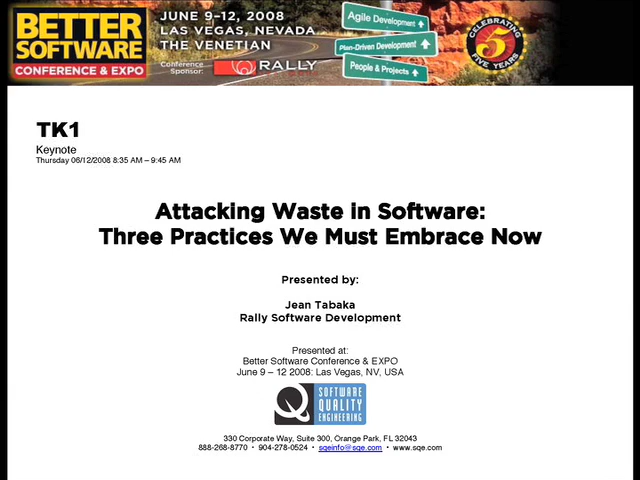 BETTER
SOFTWARE
CONFERENCE & EXPO
JUNE 9–12, 2008
LAS VEGAS, NEVADA
THE VENETIAN
Conference
Sponsor:
RALLY
Agile Development
Plan-Driven Development
People & Projects
CELEBRATING
5
FIVE YEARS
TK1
Keynote
Thursday 06/12/2008 8:35 AM – 9:45 AM
Attacking Waste in Software:
Three Practices We Must Embrace Now
Presented by:
Jean Tabaka
Rally Software Development
Presented at:
Better Software Conference & EXPO
June 9 – 12 2008: Las Vegas, NV, USA
SOFTWARE
QUALITY
ENGINEERING
330 Corporate Way, Suite 300, Orange Park, FL 32043
888-268-8770 • 904-278-0524 • sqeinfo@sqe.com • www.sqe.com